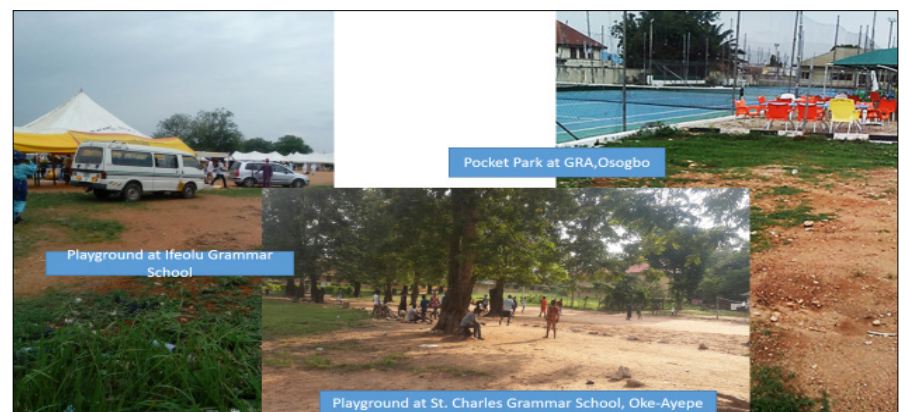 Pocket Park at GRA,Osogbo
Playground at Ifeolu Grammar
School
Playground at St. Charles Grammar School, Oke-Ayepe